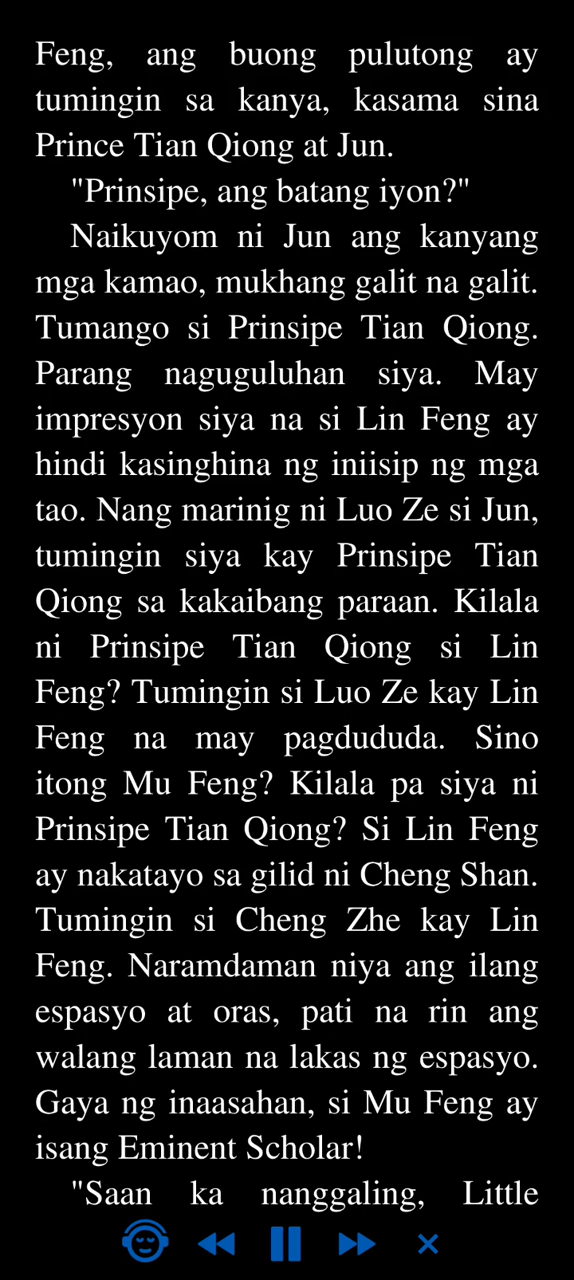 Feng, ang buong pulutong ay
tumingin sa kanya, kasama sina
Prince Tian Qiong at Jun.
"Prinsipe, ang batang iyon?"
Naikuyom ni Jun ang kanyang
mga kamao, mukhang galit na galit.
Tumango si Prinsipe Tian Qiong.
Parang naguguluhan siya. May
impresyon siya na si Lin Feng ay
hindi kasinghina ng iniisip ng mga
tao. Nang marinig ni Luo Ze si Jun,
tumingin siya kay Prinsipe Tian
Qiong sa kakaibang paraan. Kilala
ni Prinsipe Tian Qiong si Lin
Feng? Tumingin si Luo Ze kay Lin
Feng na may pagdududa. Sino
itong Mu Feng? Kilala pa siya ni
Prinsipe Tian Qiong? Si Lin Feng
ay nakatayo sa gilid ni Cheng Shan.
Tumingin si Cheng Zhe kay Lin
Feng. Naramdaman niya ang ilang
espasyo at oras, pati na rin ang
walang laman na lakas ng espasyo.
Gaya ng inaasahan, si Mu Feng ay
isang Eminent Scholar!
"Saan ka nanggaling, Little